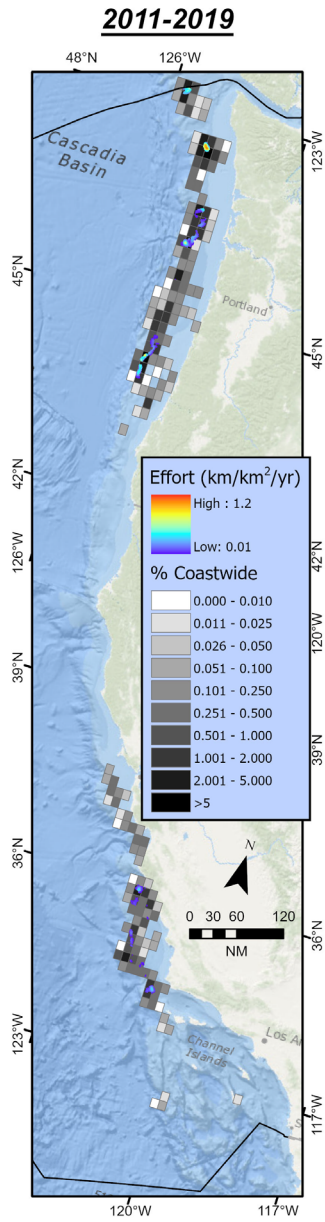 2011-2019
48°N
126°W
Cascadia
Basin
123°W
45°N
Portland
45°N
42°N
Effort (km/km²/yr)
High : 1.2
Low: 0.01
% Coastwide
0.000 - 0.010
0.011 - 0.025
0.026 - 0.050
0.051 - 0.100
0.101 - 0.250
0.251 - 0.500
0.501 - 1.000
1.001 - 2.000
2.001 - 5.000
>5
126°W
42°N
120°W
39°N
39°N
36°N
N
0 30 60 120
NM
36°N
123°W
Channel
Islands
Los A
117°W
S
120°W
117°W